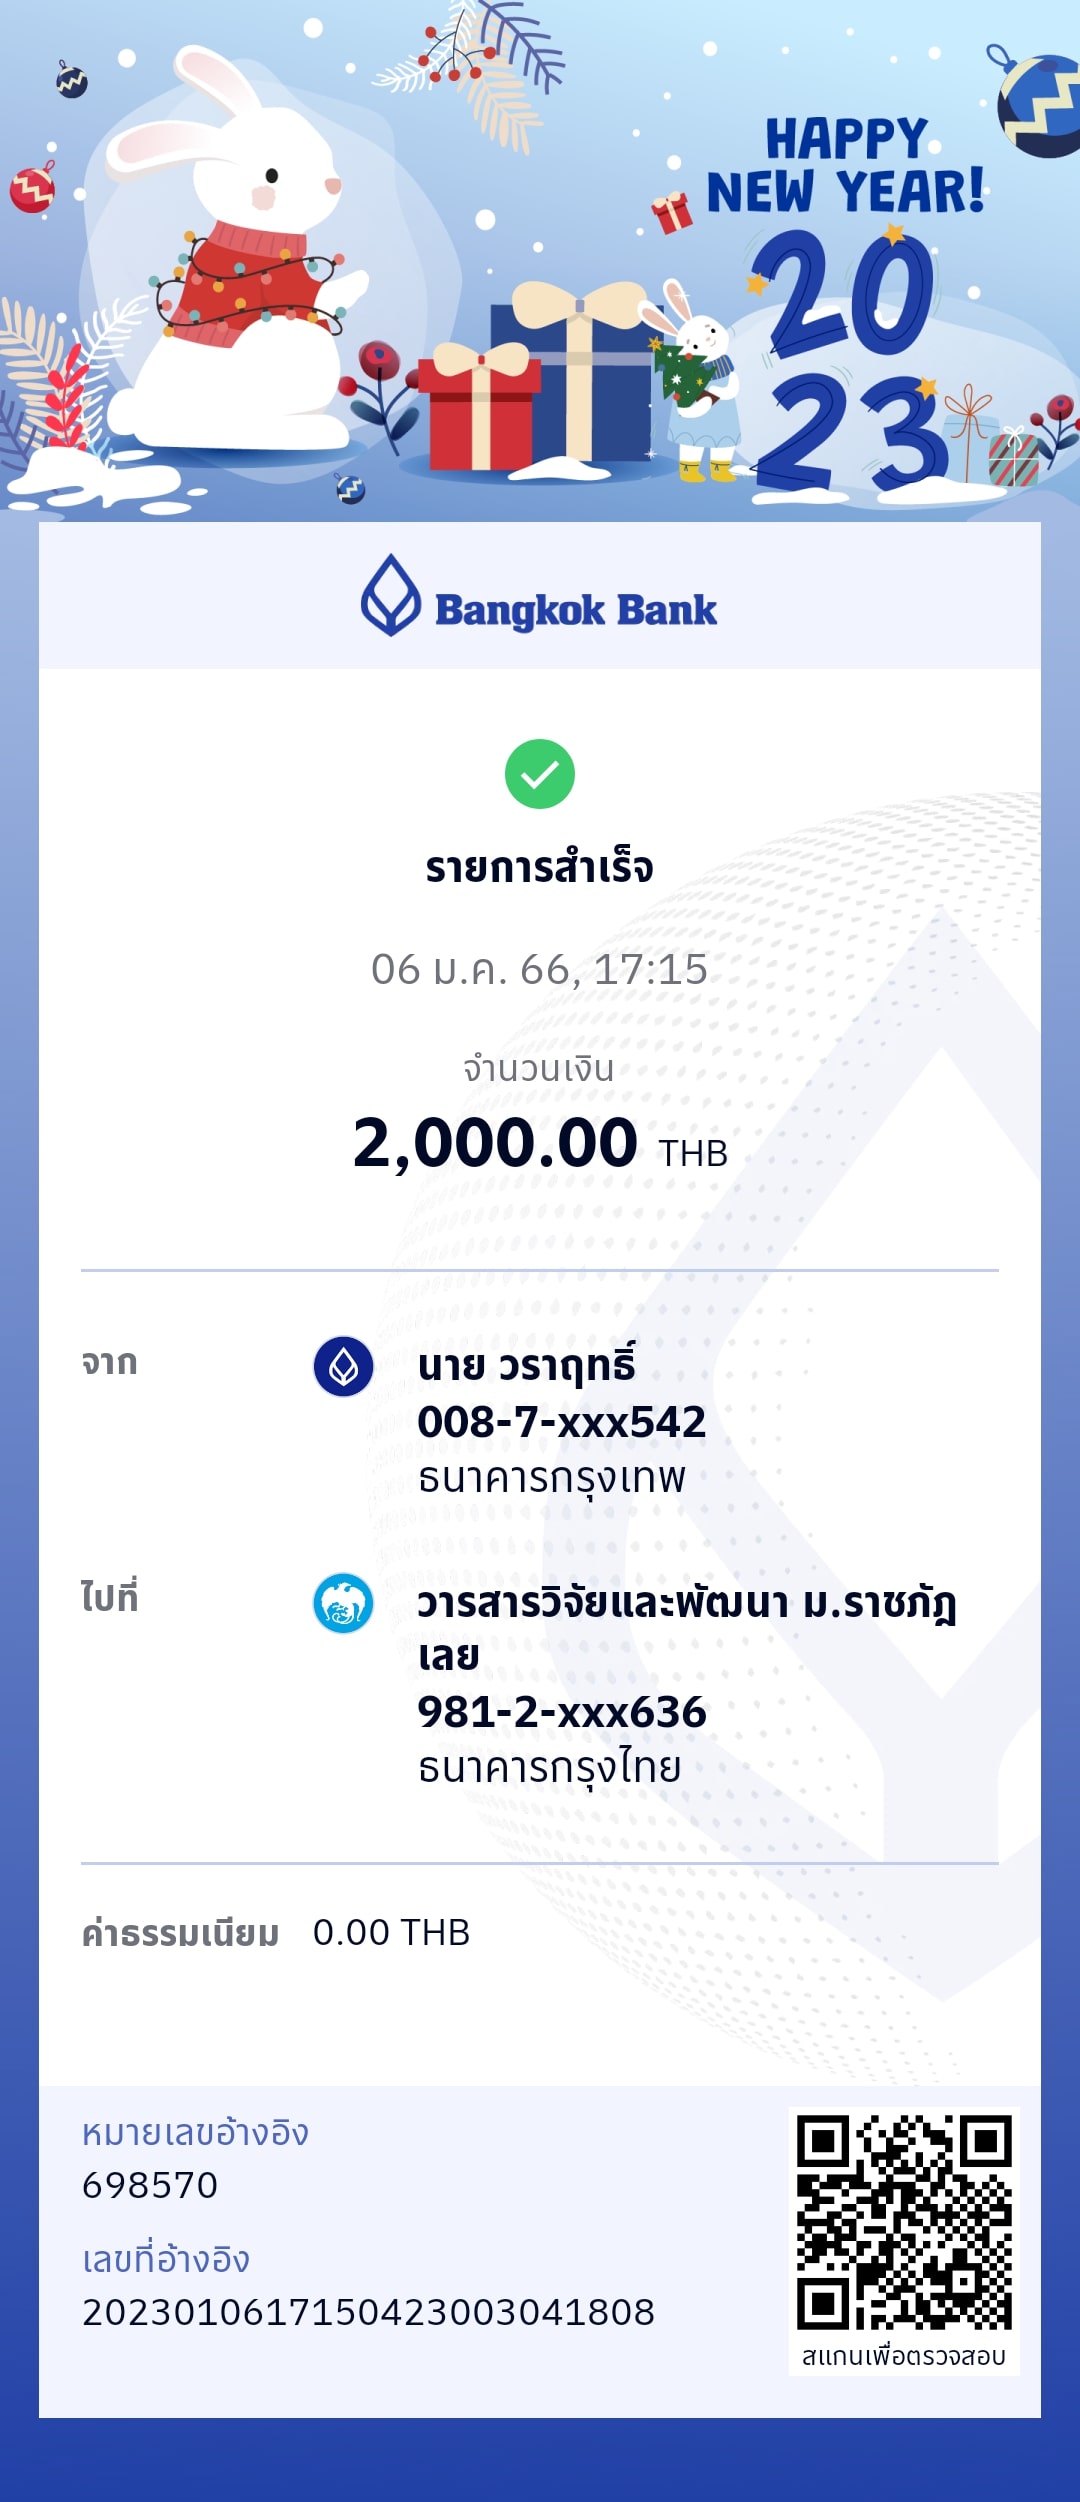 HAPPY
NEW YEAR!
20
23
Bangkok Bank
รายการสำเร็จ
06 ม.ค. 66, 17:15
จำนวนเงิน
2,000.00 THB
จาก
นาย วราฤทธิ์
008-7-xxx542
ธนาคารกรุงเทพ
ไปที่
วารสารวิจัยและพัฒนา ม.ราชภัฎ
เลย
981-2-xxx636
ธนาคารกรุงไทย
ค่าธรรมเนียม 0.00 THB
หมายเลขอ้างอิง
698570
เลขที่อ้างอิง
2023010617150423003041808
สแกนเพื่อตรวจสอบ